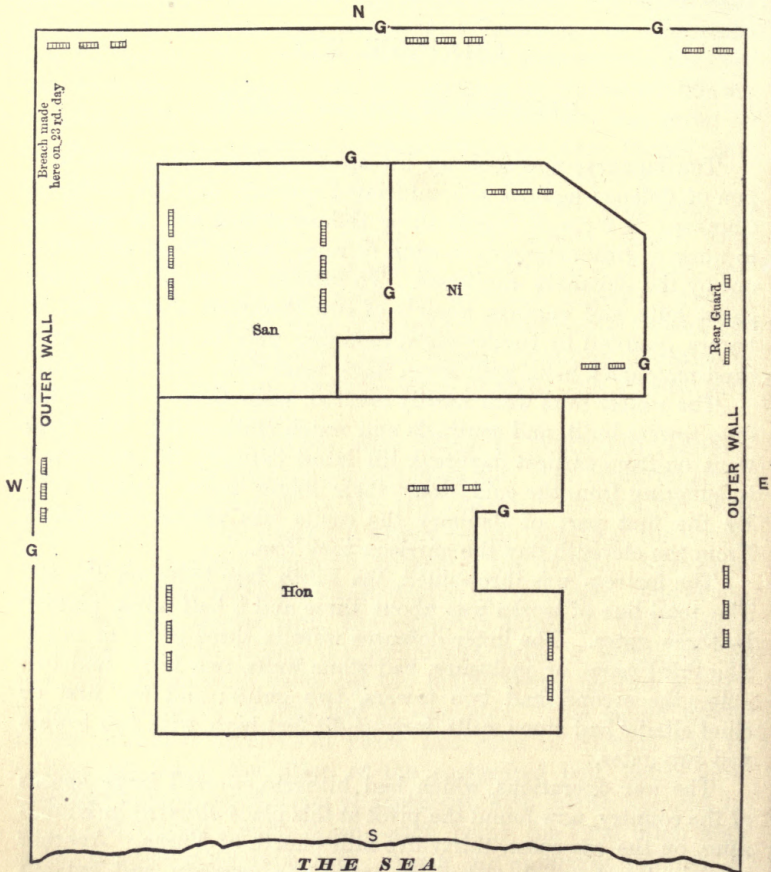 N
G
G
Breach made
here on 23 rd. day
G
G
Ni
San
Rear Guard
G
OUTER WALL
OUTER WALL
W
E
G
G
Hon
S
THE SEA